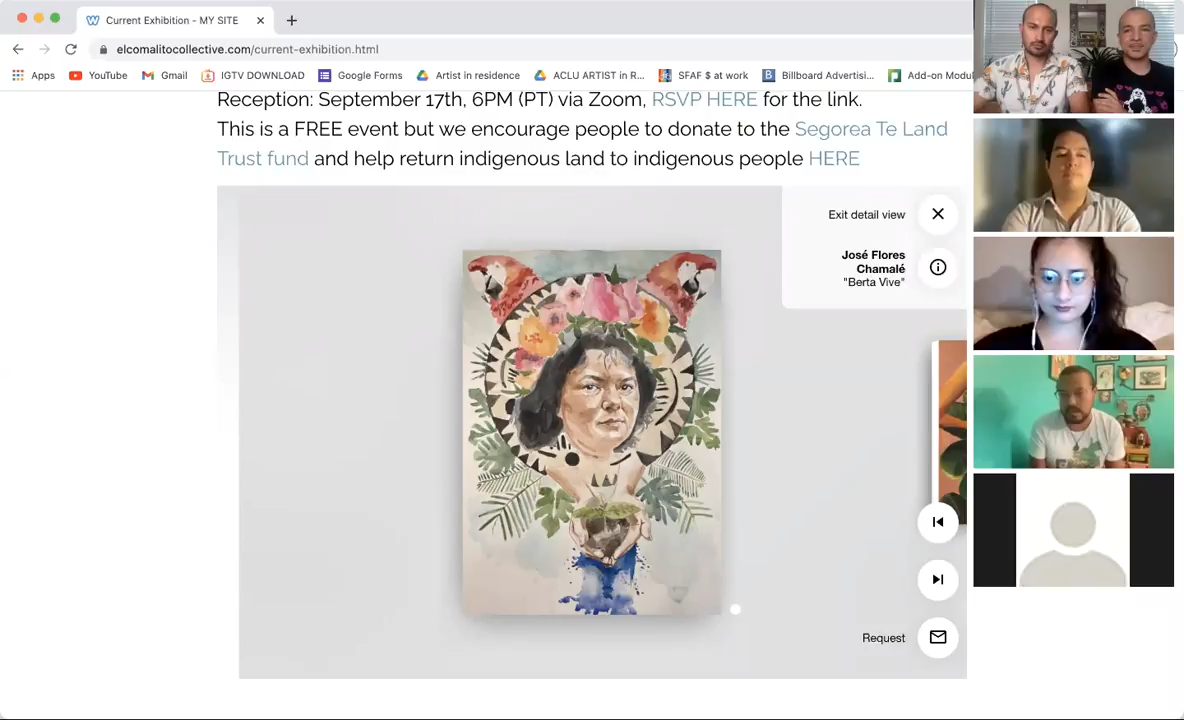 Current Exhibition - MY SITE
elcomalitocollective.com/current-exhibition.html
Apps YouTube Gmail IGTV DOWNLOAD Google Forms Artist in residence ACLU ARTIST in R... SFAF $ at work Billboard Advertisi... Add-on Modul
Reception: September 17th, 6PM (PT) via Zoom, RSVP HERE for the link.
This is a FREE event but we encourage people to donate to the Segorea Te Land
Trust fund and help return indigenous land to indigenous people HERE
Exit detail view
José Flores
Chamalé
"Berta Vive"
Request